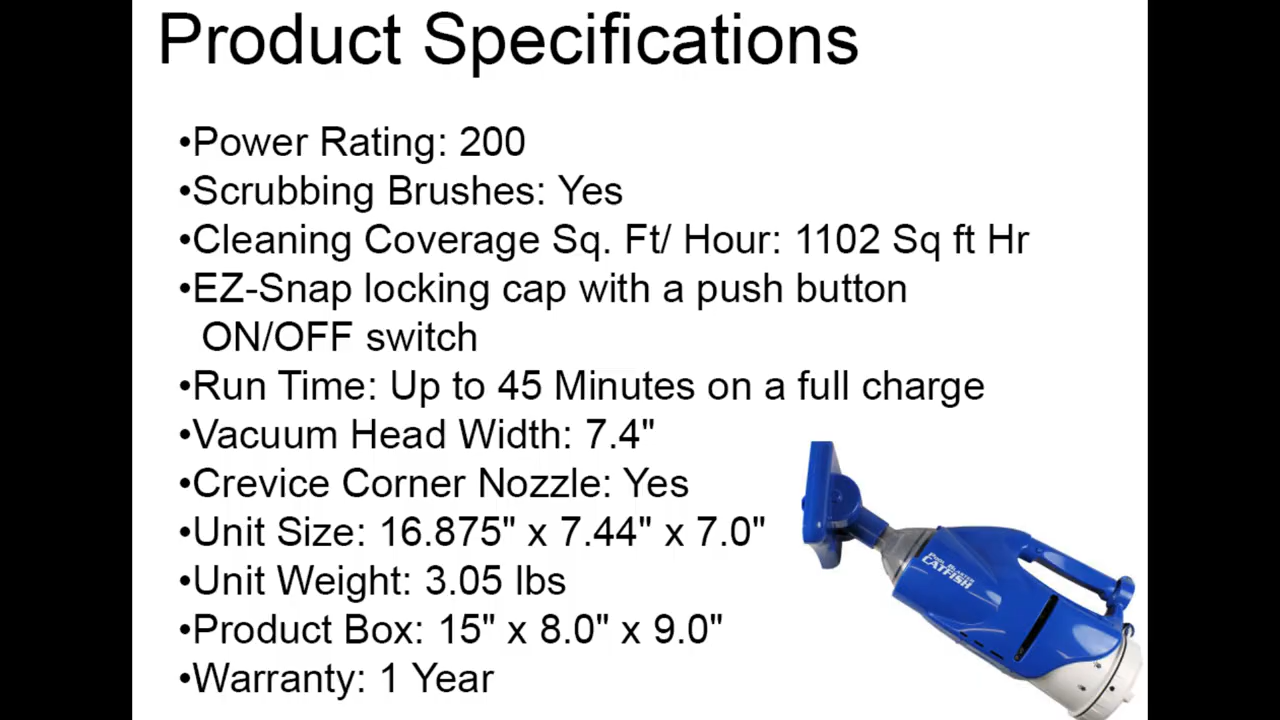 Product Specifications
•Power Rating: 200
•Scrubbing Brushes: Yes
•Cleaning Coverage Sq. Ft/ Hour: 1102 Sq ft Hr
•EZ-Snap locking cap with a push button
ON/OFF switch
•Run Time: Up to 45 Minutes on a full charge
•Vacuum Head Width: 7.4"
•Crevice Corner Nozzle: Yes
•Unit Size: 16.875" x 7.44" x 7.0"
•Unit Weight: 3.05 lbs
•Product Box: 15" x 8.0" x 9.0"
•Warranty: 1 Year
Pool Blaster
CATFISH